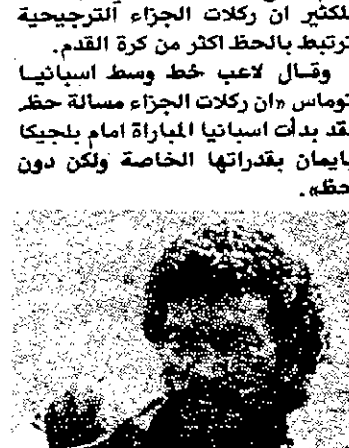 للكثير ان ركلات الجزاء الترجيحية
ترتبط بالحظ اكثر من كرة القدم.
وقال لاعب خط وسط اسبانيا
توماس «ان ركلات الجزاء مسالة حظ
لقد بدات اسبانيا المباراة امام بلجيكا
بايمان بقدراتها الخاصة ولكن دون
حظ».